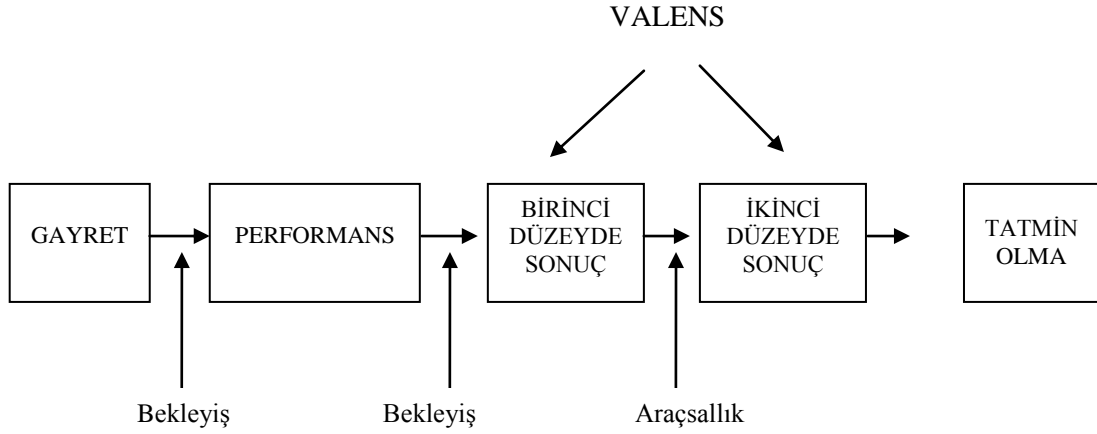 VALENS
GAYRET
PERFORMANS
BİRİNCİ
DÜZEYDE
SONUÇ
İKİNCİ
DÜZEYDE
SONUÇ
TATMİN
OLMA
Bekleyiş
Bekleyiş
Araçsallık